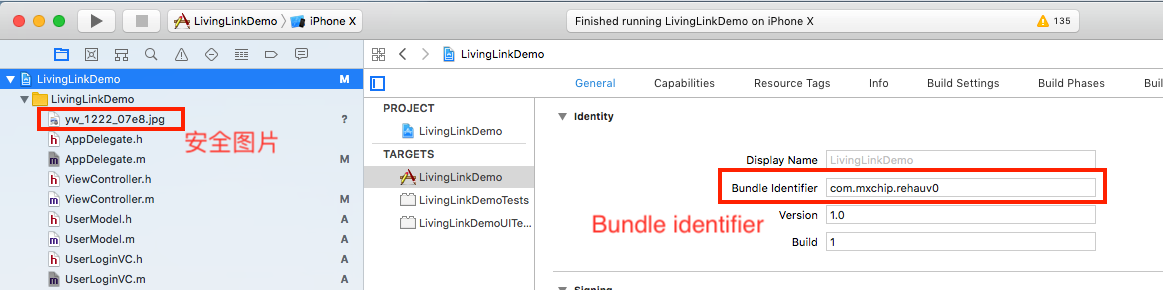 LivingLinkDemo iPhone X
Finished running LivingLinkDemo on iPhone X
135
LivingLinkDemo M
LivingLinkDemo
yw_1222_07e8.jpg ?
安全图片
AppDelegate.h
AppDelegate.m M
ViewController.h
ViewController.m M
UserModel.h A
UserModel.m A
UserLoginVC.h A
UserLoginVC.m A
LivingLinkDemo
General Capabilities Resource Tags Info Build Settings Build Phases Bu
PROJECT
LivingLinkDemo
TARGETS
LivingLinkDemo
LivingLinkDemoTests
LivingLinkDemoUITe...
Identity
Display Name LivingLinkDemo
Bundle Identifier com.mxchip.rehauv0
Bundle identifier
Version 1.0
Build 1
Signing